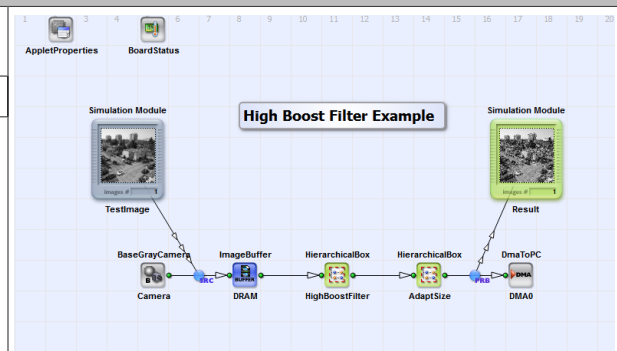 1 3 4 6 7 8 9 10 11 12 13 14 15 16 17 18 19 20
AppletProperties BoardStatus
Simulation Module Simulation Module
High Boost Filter Example
Images # 1 Images # 1
TestImage Result
BaseGrayCamera ImageBuffer HierarchicalBox HierarchicalBox DmaToPC
B BUFFER DMA
SRC PRB
Camera DRAM HighBoostFilter AdaptSize DMA0